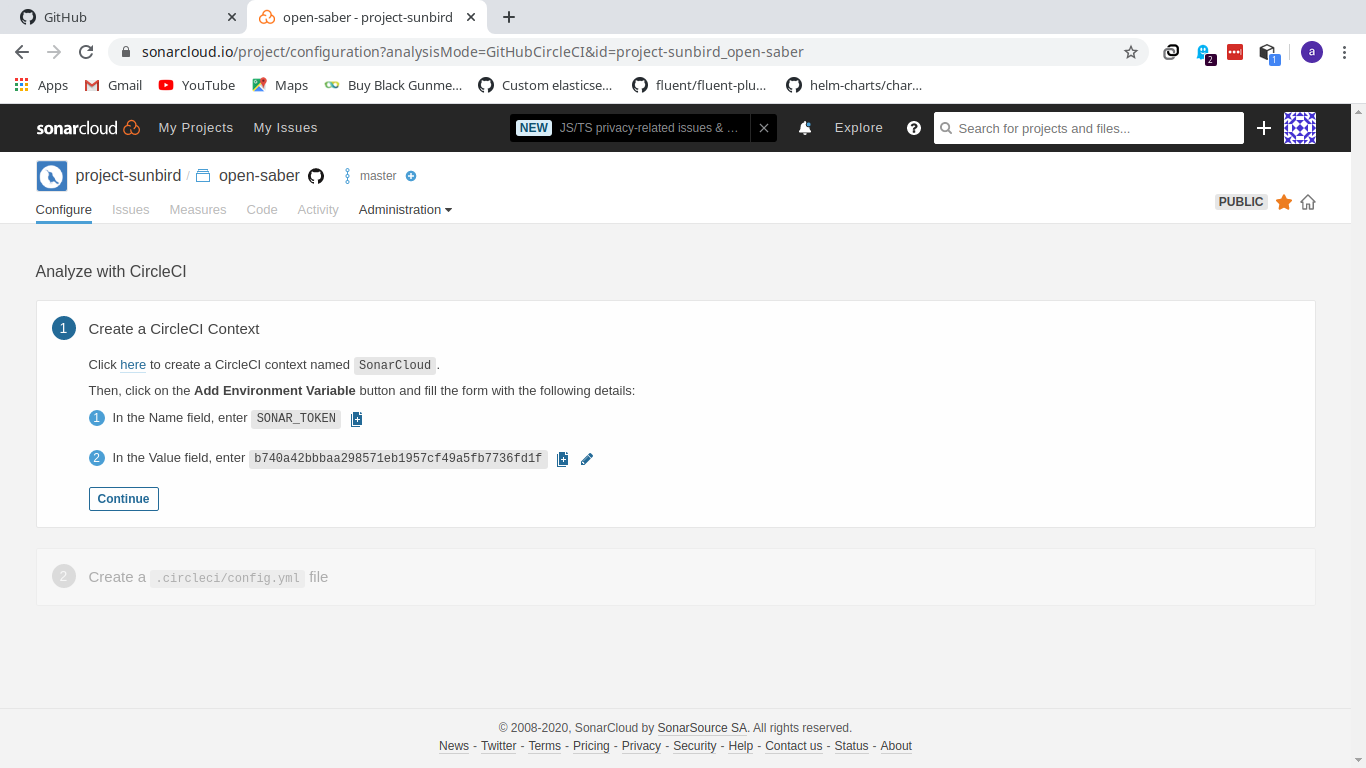 GitHub
open-saber - project-sunbird
sonarcloud.io/project/configuration?analysisMode=GitHubCircleCI&id=project-sunbird_open-saber
2
1
a
Apps
Gmail
YouTube
Maps
Buy Black Gunme...
Custom elasticse...
fluent/fluent-plu...
helm-charts/char...
sonarcloud
My Projects
My Issues
NEW JS/TS privacy-related issues & …
Explore
Search for projects and files...
project-sunbird / open-saber
master
Configure
Issues
Measures
Code
Activity
Administration
PUBLIC
Analyze with CircleCI
1 Create a CircleCI Context
Click here to create a CircleCI context named SonarCloud.
Then, click on the Add Environment Variable button and fill the form with the following details:
1 In the Name field, enter SONAR_TOKEN
2 In the Value field, enter b740a42bbbaa298571eb1957cf49a5fb7736fd1f
Continue
2 Create a .circleci/config.yml file
© 2008-2020, SonarCloud by SonarSource SA. All rights reserved.
News - Twitter - Terms - Pricing - Privacy - Security - Help - Contact us - Status - About